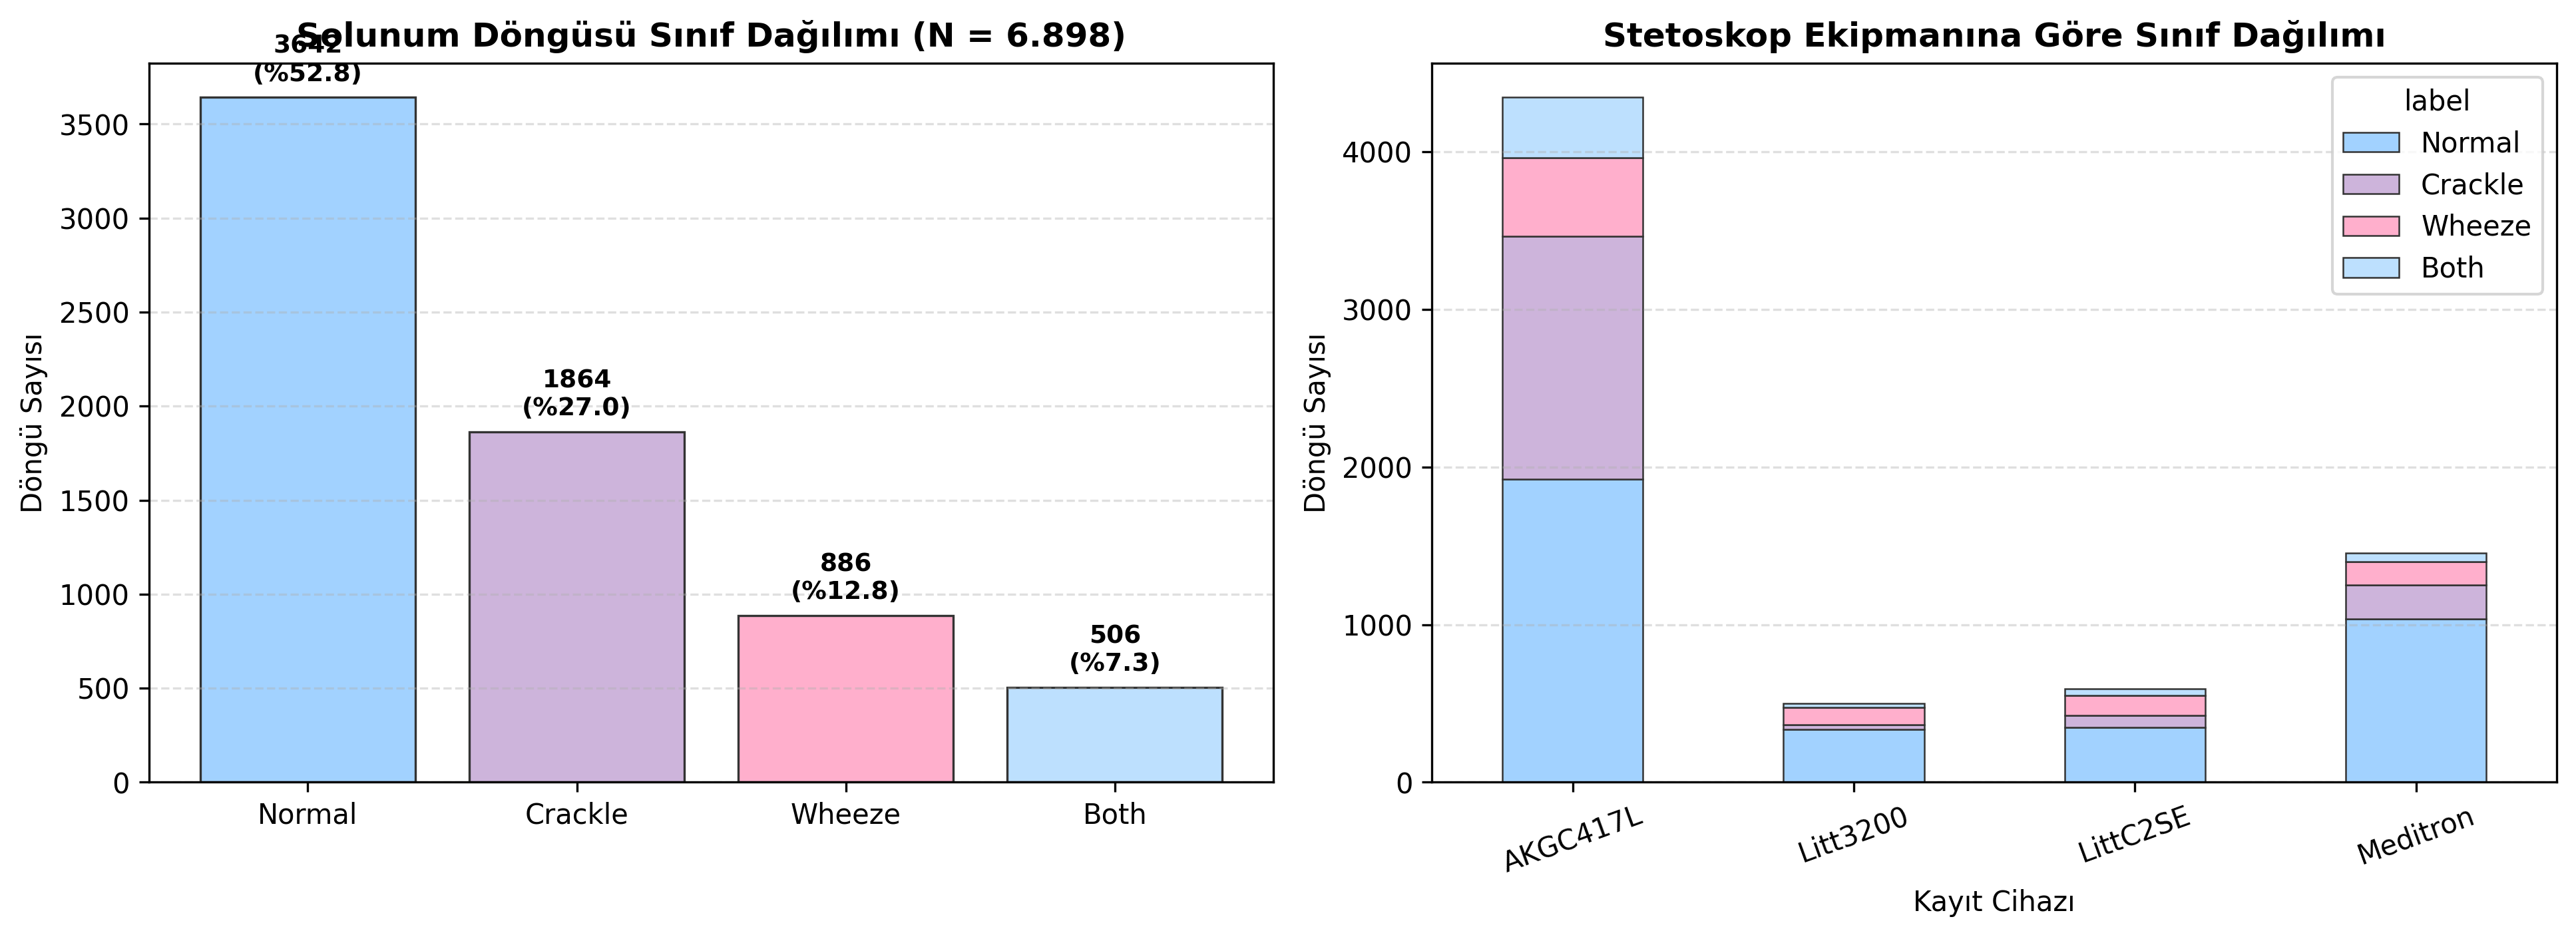 Solunum Döngüsü Sınıf Dağılımı (N = 6.898)
3642
(%52.8)
1864
(%27.0)
886
(%12.8)
506
(%7.3)
Döngü Sayısı
3500
3000
2500
2000
1500
1000
500
0
Normal
Crackle
Wheeze
Both
Stetoskop Ekipmanına Göre Sınıf Dağılımı
label
Normal
Crackle
Wheeze
Both
Döngü Sayısı
4000
3000
2000
1000
0
AKGC417L
Litt3200
LittC2SE
Meditron
Kayıt Cihazı